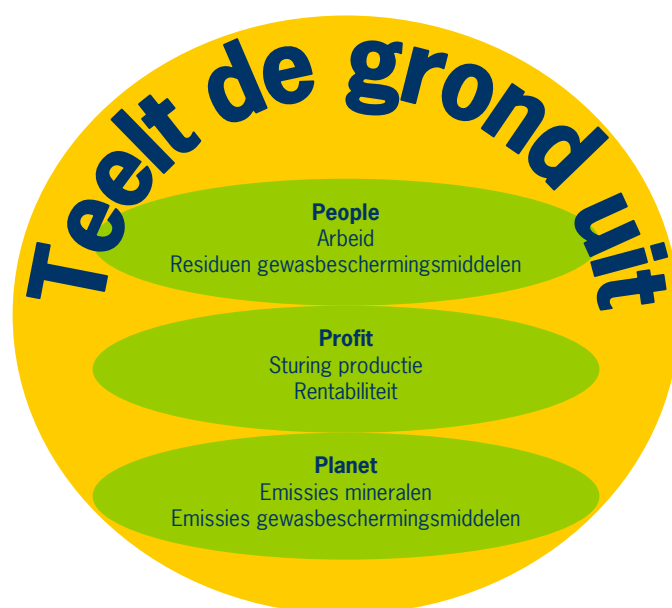 Teelt de grond uit
People
Arbeid
Residuen gewasbeschermingsmiddelen
Profit
Sturing productie
Rentabiliteit
Planet
Emissies mineralen
Emissies gewasbeschermingsmiddelen